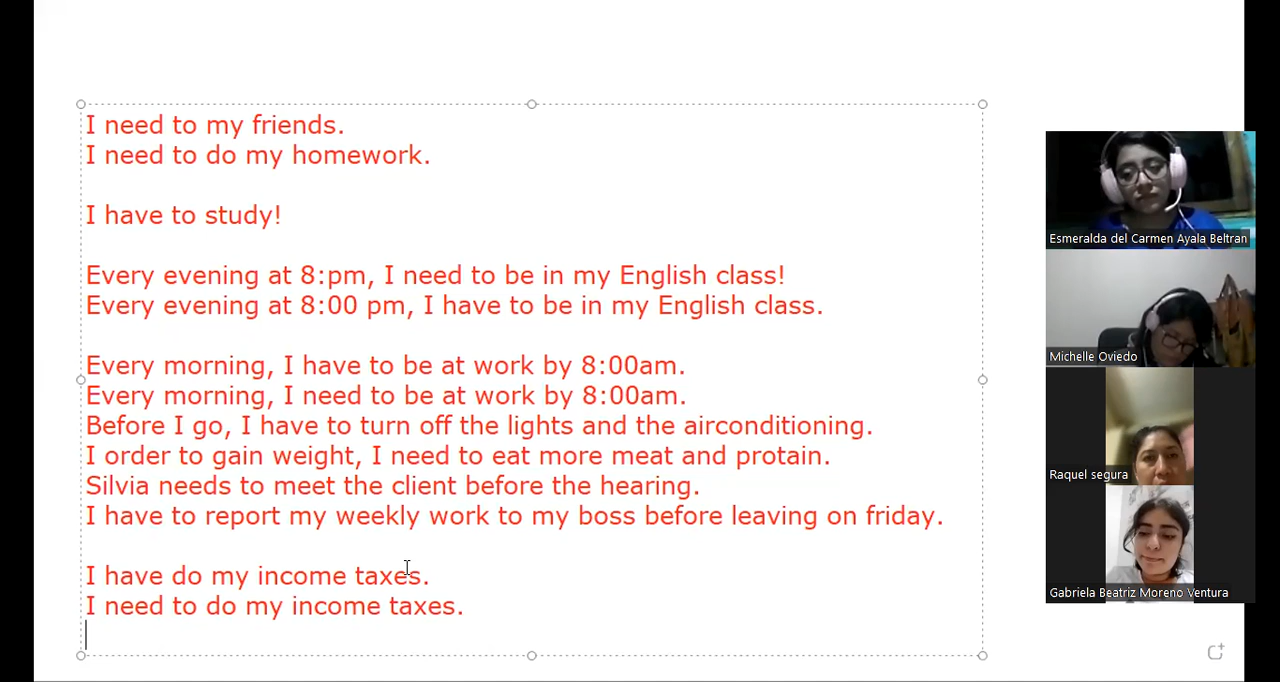 I need to my friends.
I need to do my homework.
I have to study!
Every evening at 8:pm, I need to be in my English class!
Every evening at 8:00 pm, I have to be in my English class.
Every morning, I have to be at work by 8:00am.
Every morning, I need to be at work by 8:00am.
Before I go, I have to turn off the lights and the airconditioning.
I order to gain weight, I need to eat more meat and protain.
Silvia needs to meet the client before the hearing.
I have to report my weekly work to my boss before leaving on friday.
I have do my income taxes.
I need to do my income taxes.
Esmeralda del Carmen Ayala Beltran
Michelle Oviedo
Raquel segura
Gabriela Beatriz Moreno Ventura